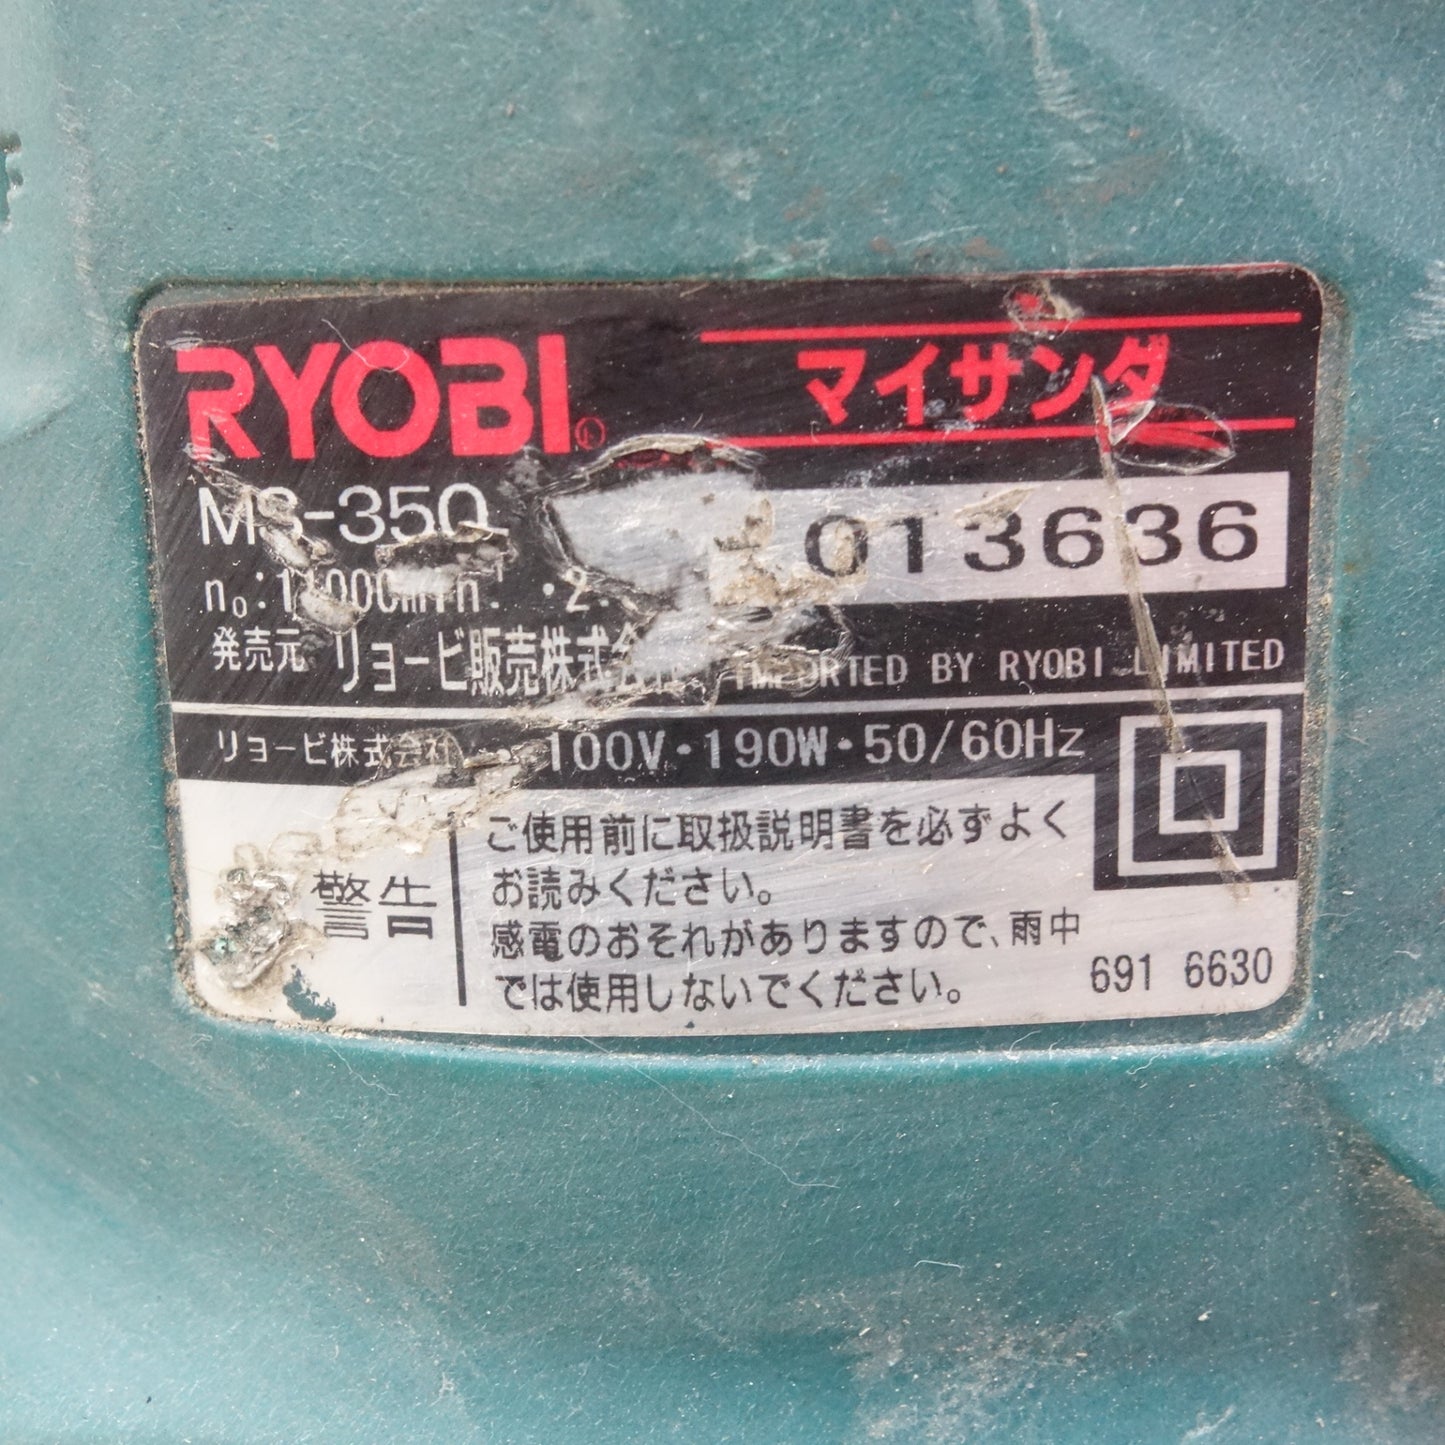 RYOBI®
マイサンダ
MS-350
013636
発売元 リョービ販売株式会社
IMPORTED BY RYOBI LIMITED
リョービ株式会社
100V・190W・50/60Hz
警告
ご使用前に取扱説明書を必ずよく
お読みください。
感電のおそれがありますので、雨中
では使用しないでください。
691 6630